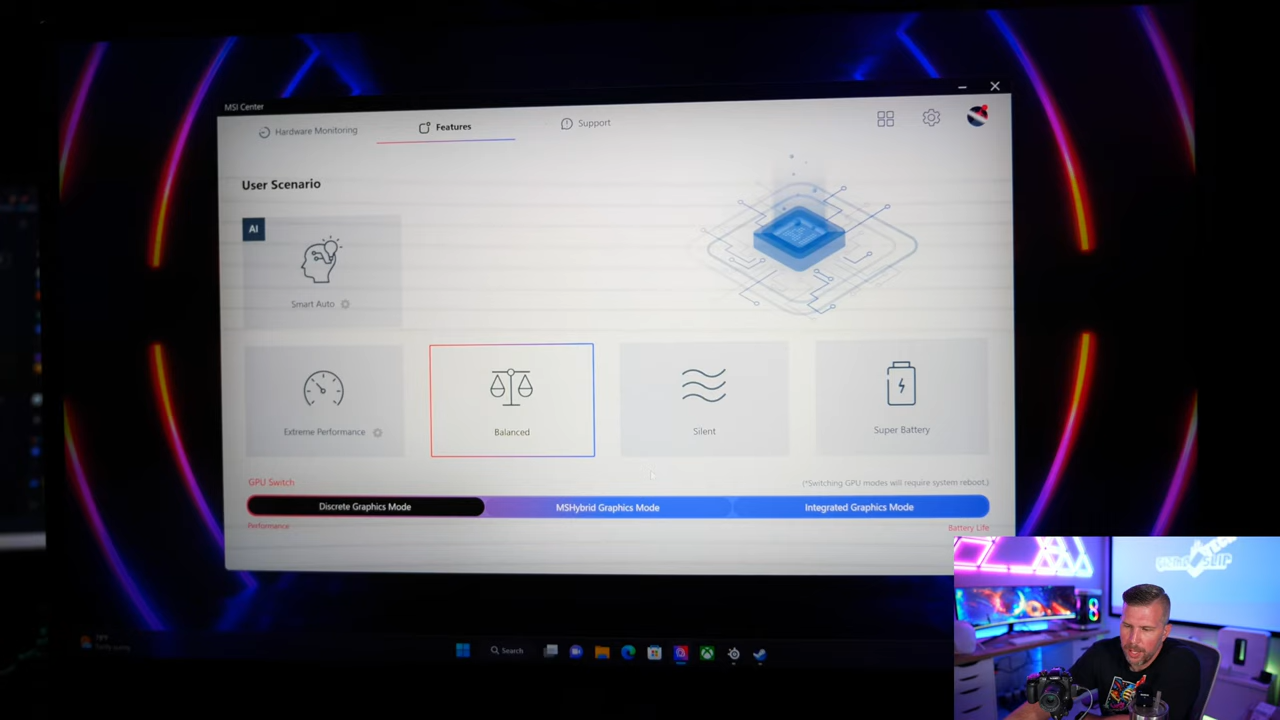 MSI Center
Hardware Monitoring
Features
Support
User Scenario
AI
Smart Auto
Extreme Performance
Balanced
Silent
Super Battery
GPU Switch
(*Switching GPU modes will require system reboot.)
Discrete Graphics Mode
MSHybrid Graphics Mode
Integrated Graphics Mode
Performance
Battery Life
Search